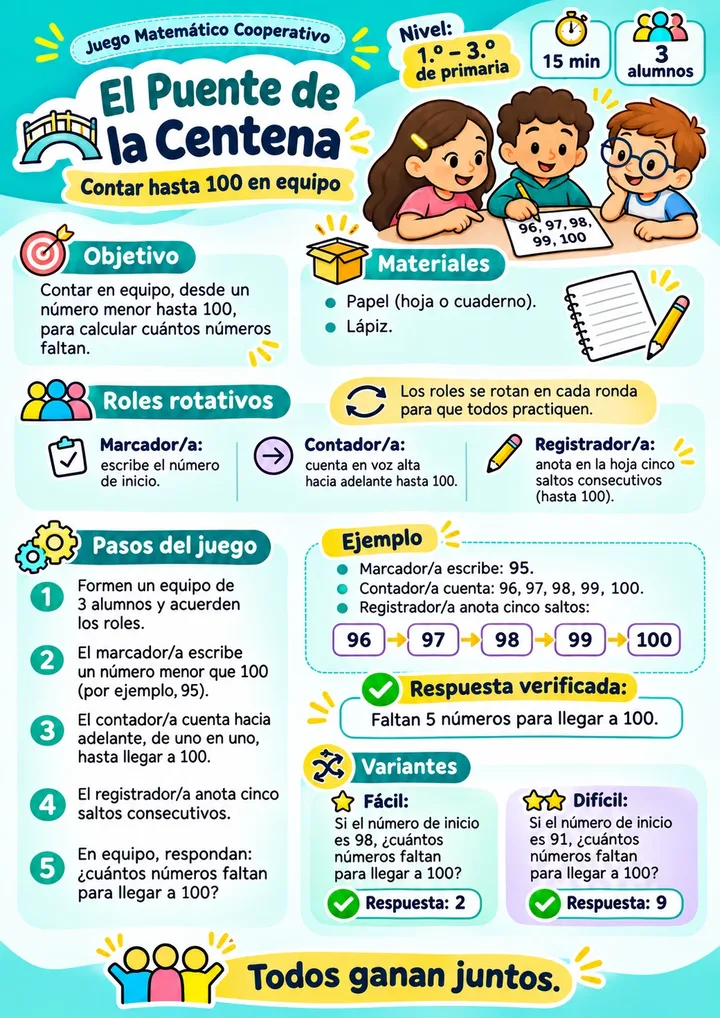 Juego Matemático Cooperativo
El Puente de
la Centena
Contar hasta 100 en equipo
Nivel:
1.º – 3.º
de primaria
15 min
3
alumnos
96, 97, 98,
99, 100
Objetivo
Contar en equipo, desde un
número menor hasta 100,
para calcular cuántos números
faltan.
Materiales
Papel (hoja o cuaderno).
Lápiz.
Roles rotativos
Los roles se rotan en cada ronda
para que todos practiquen.
Marcador/a:
escribe el número
de inicio.
Contador/a:
cuenta en voz alta
hacia adelante hasta 100.
Registrador/a:
anota en la hoja cinco
saltos consecutivos
(hasta 100).
Pasos del juego
1 Formen un equipo de
3 alumnos y acuerden
los roles.
2 El marcador/a escribe
un número menor que 100
(por ejemplo, 95).
3 El contador/a cuenta hacia
adelante, de uno en uno,
hasta llegar a 100.
4 El registrador/a anota cinco
saltos consecutivos.
5 En equipo, respondan:
¿cuántos números faltan
para llegar a 100?
Ejemplo
Marcador/a escribe: 95.
Contador/a cuenta: 96, 97, 98, 99, 100.
Registrador/a anota cinco saltos:
96 → 97 → 98 → 99 → 100
Respuesta verificada:
Faltan 5 números para llegar a 100.
Variantes
Fácil:
Si el número de inicio
es 98, ¿cuántos
números faltan
para llegar a 100?
Respuesta: 2
Difícil:
Si el número de inicio
es 91, ¿cuántos
números faltan
para llegar a 100?
Respuesta: 9
Todos ganan juntos.